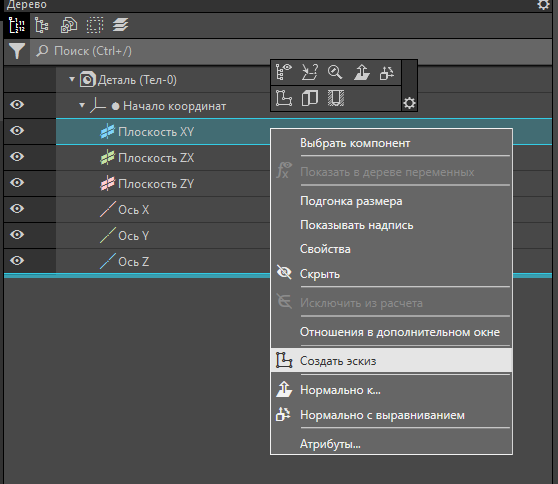 Дерево
Поиск (Ctrl+/)
Деталь (Тел-0)
Начало координат
Плоскость XY
Плоскость ZX
Плоскость ZY
Ось X
Ось Y
Ось Z
Выбрать компонент
Показать в дереве переменных
Подгонка размера
Показывать надпись
Свойства
Скрыть
Исключить из расчета
Отношения в дополнительном окне
Создать эскиз
Нормально к...
Нормально с выравниванием
Атрибуты...